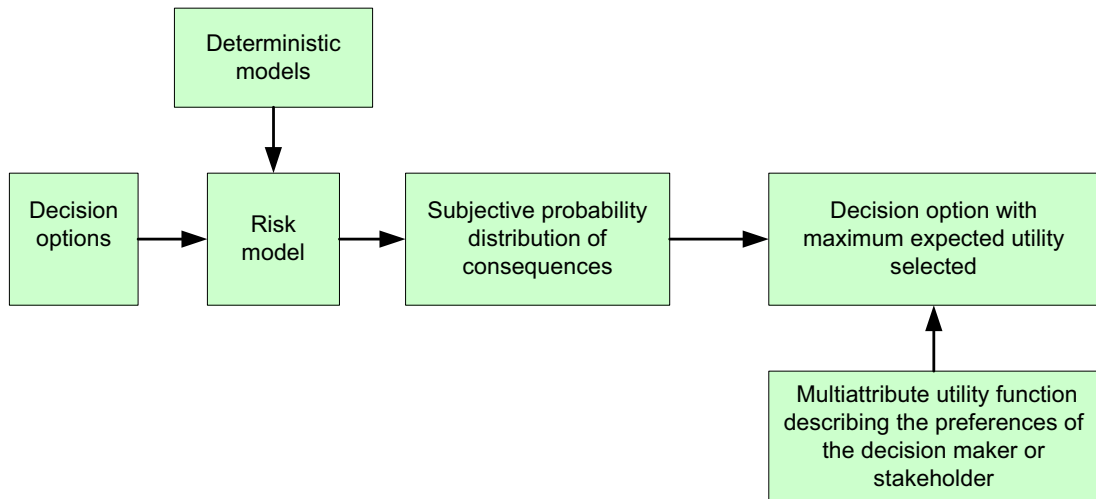 Deterministic
models
Decision
options
Risk
model
Subjective probability
distribution of
consequences
Decision option with
maximum expected utility
selected
Multiattribute utility function
describing the preferences of
the decision maker or
stakeholder